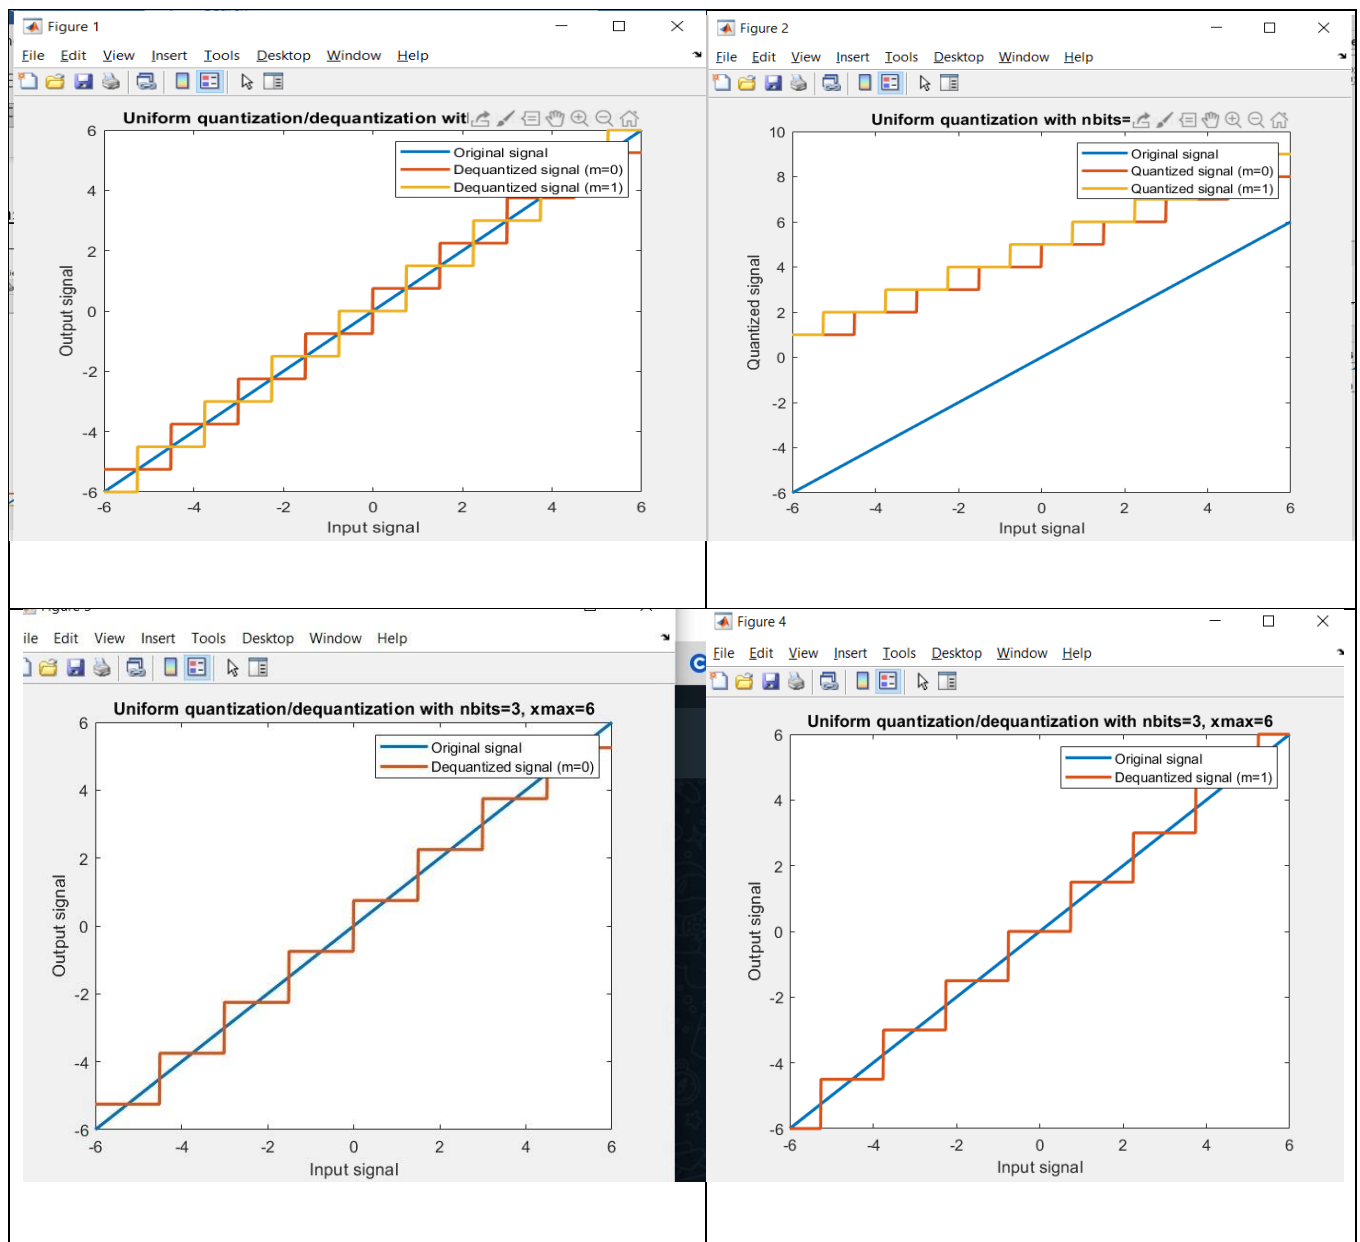 Figure 1
File Edit View Insert Tools Desktop Window Help
Uniform quantization/dequantization wit
Original signal
Dequantized signal (m=0)
Dequantized signal (m=1)
6
4
2
0
-2
-4
-6
Output signal
-6 -4 -2 0 2 4 6
Input signal
Figure 2
File Edit View Insert Tools Desktop Window Help
Uniform quantization with nbits=
Original signal
Quantized signal (m=0)
Quantized signal (m=1)
10
8
6
4
2
0
-2
-4
-6
Quantized signal
-6 -4 -2 0 2 4 6
Input signal
ile Edit View Insert Tools Desktop Window Help
Uniform quantization/dequantization with nbits=3, xmax=6
Original signal
Dequantized signal (m=0)
6
4
2
0
-2
-4
-6
Output signal
-6 -4 -2 0 2 4 6
Input signal
Figure 4
File Edit View Insert Tools Desktop Window Help
Uniform quantization/dequantization with nbits=3, xmax=6
Original signal
Dequantized signal (m=1)
6
4
2
0
-2
-4
-6
Output signal
-6 -4 -2 0 2 4 6
Input signal